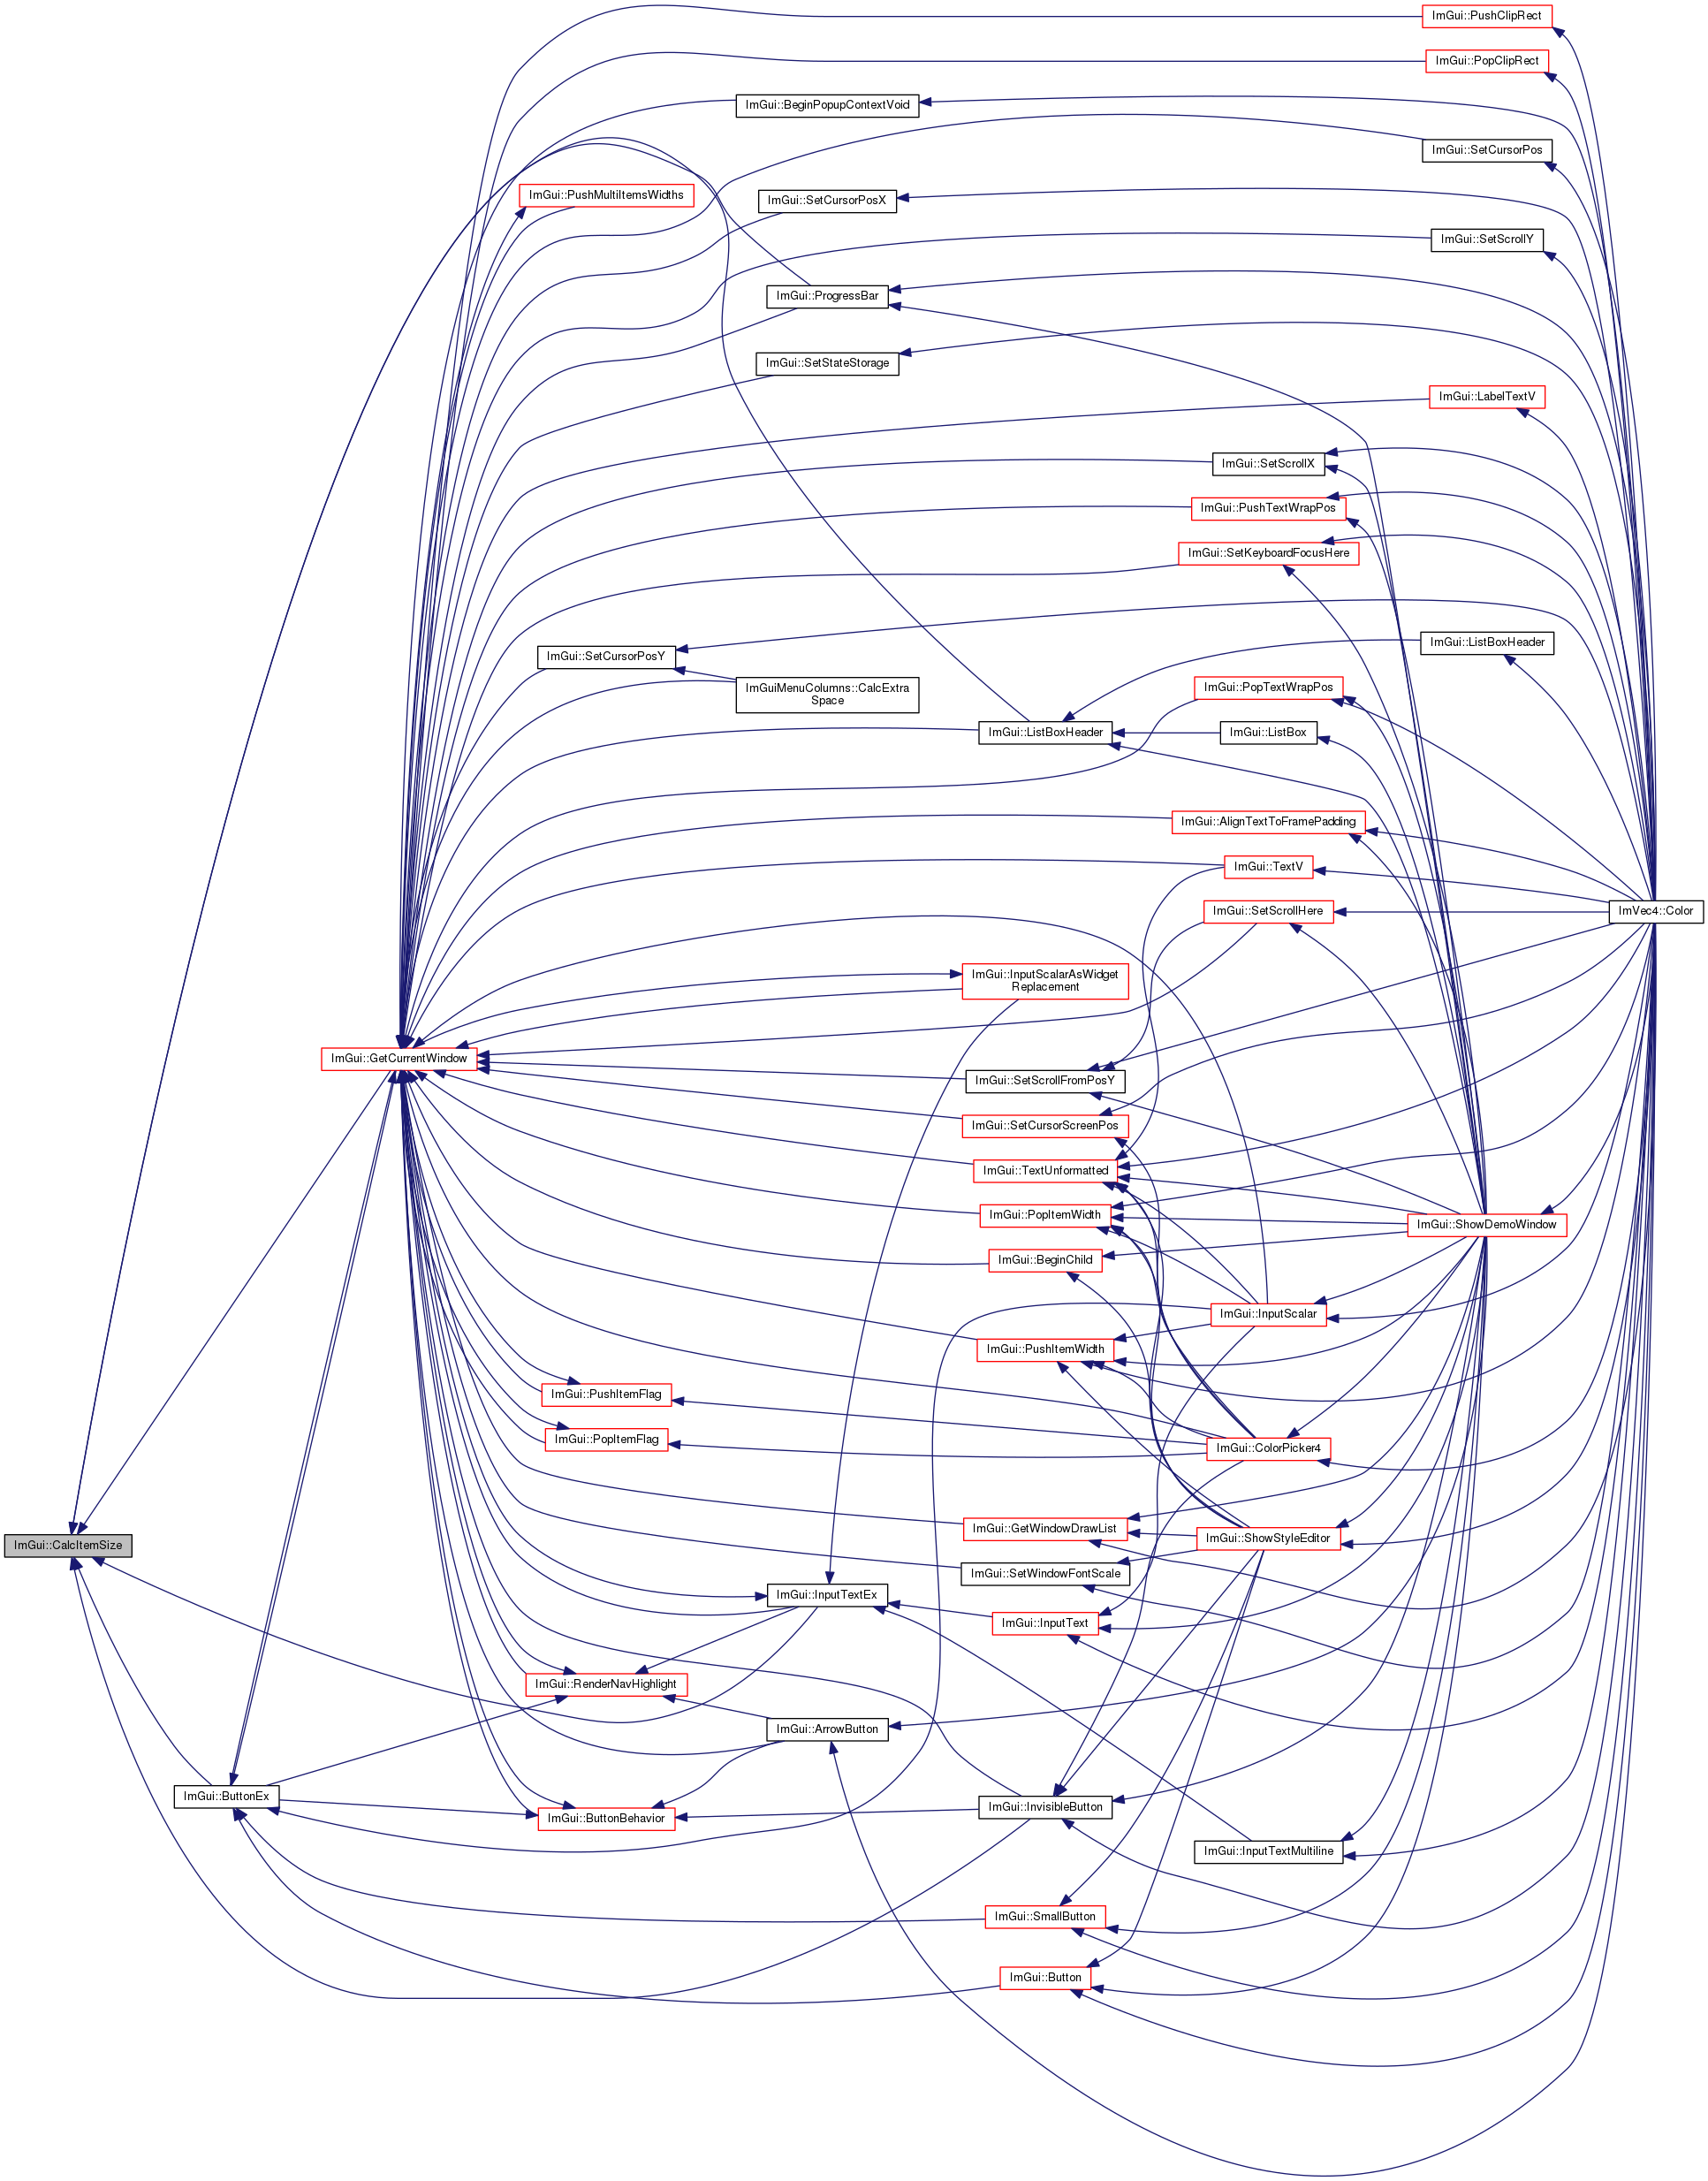 ImGui::PushClipRect
ImGui::PopClipRect
ImGui::BeginPopupContextVoid
ImGui::SetCursorPos
ImGui::PushMultiItemsWidths
ImGui::SetCursorPosX
ImGui::SetScrollY
ImGui::ProgressBar
ImGui::SetStateStorage
ImGui::LabelTextV
ImGui::SetScrollX
ImGui::PushTextWrapPos
ImGui::SetKeyboardFocusHere
ImGui::ListBoxHeader
ImGui::SetCursorPosY
ImGuiMenuColumns::CalcExtra
Space
ImGui::PopTextWrapPos
ImGui::ListBoxHeader
ImGui::ListBox
ImGui::AlignTextToFramePadding
ImGui::TextV
ImGui::SetScrollHere
ImVec4::Color
ImGui::InputScalarAsWidget
Replacement
ImGui::GetCurrentWindow
ImGui::SetScrollFromPosY
ImGui::SetCursorScreenPos
ImGui::TextUnformatted
ImGui::PopItemWidth
ImGui::ShowDemoWindow
ImGui::BeginChild
ImGui::InputScalar
ImGui::PushItemWidth
ImGui::PushItemFlag
ImGui::PopItemFlag
ImGui::ColorPicker4
ImGui::GetWindowDrawList
ImGui::ShowStyleEditor
ImGui::CalcItemSize
ImGui::SetWindowFontScale
ImGui::InputTextEx
ImGui::InputText
ImGui::RenderNavHighlight
ImGui::ArrowButton
ImGui::ButtonEx
ImGui::InvisibleButton
ImGui::ButtonBehavior
ImGui::InputTextMultiline
ImGui::SmallButton
ImGui::Button